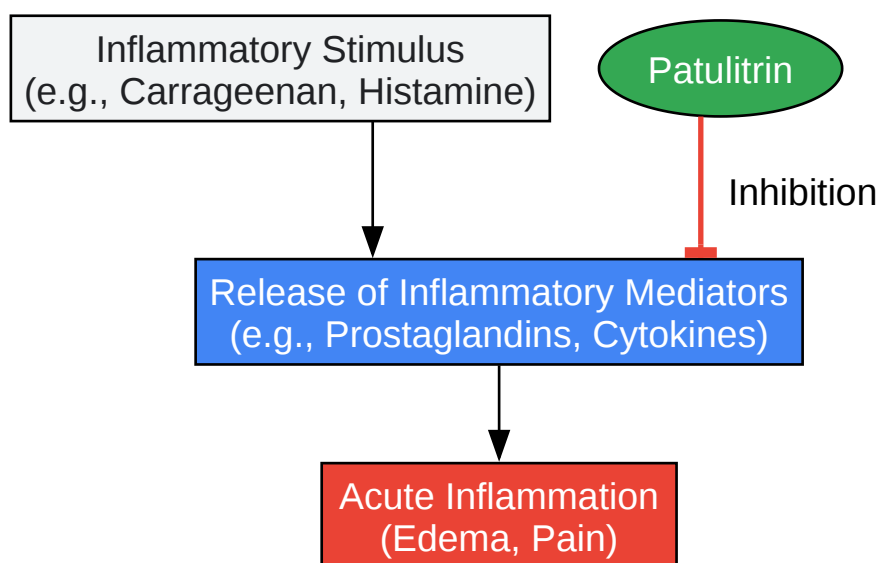 Inflammatory Stimulus
(e.g., Carrageenan, Histamine)
Patulitrin
Inhibition
Release of Inflammatory Mediators
(e.g., Prostaglandins, Cytokines)
Acute Inflammation
(Edema, Pain)